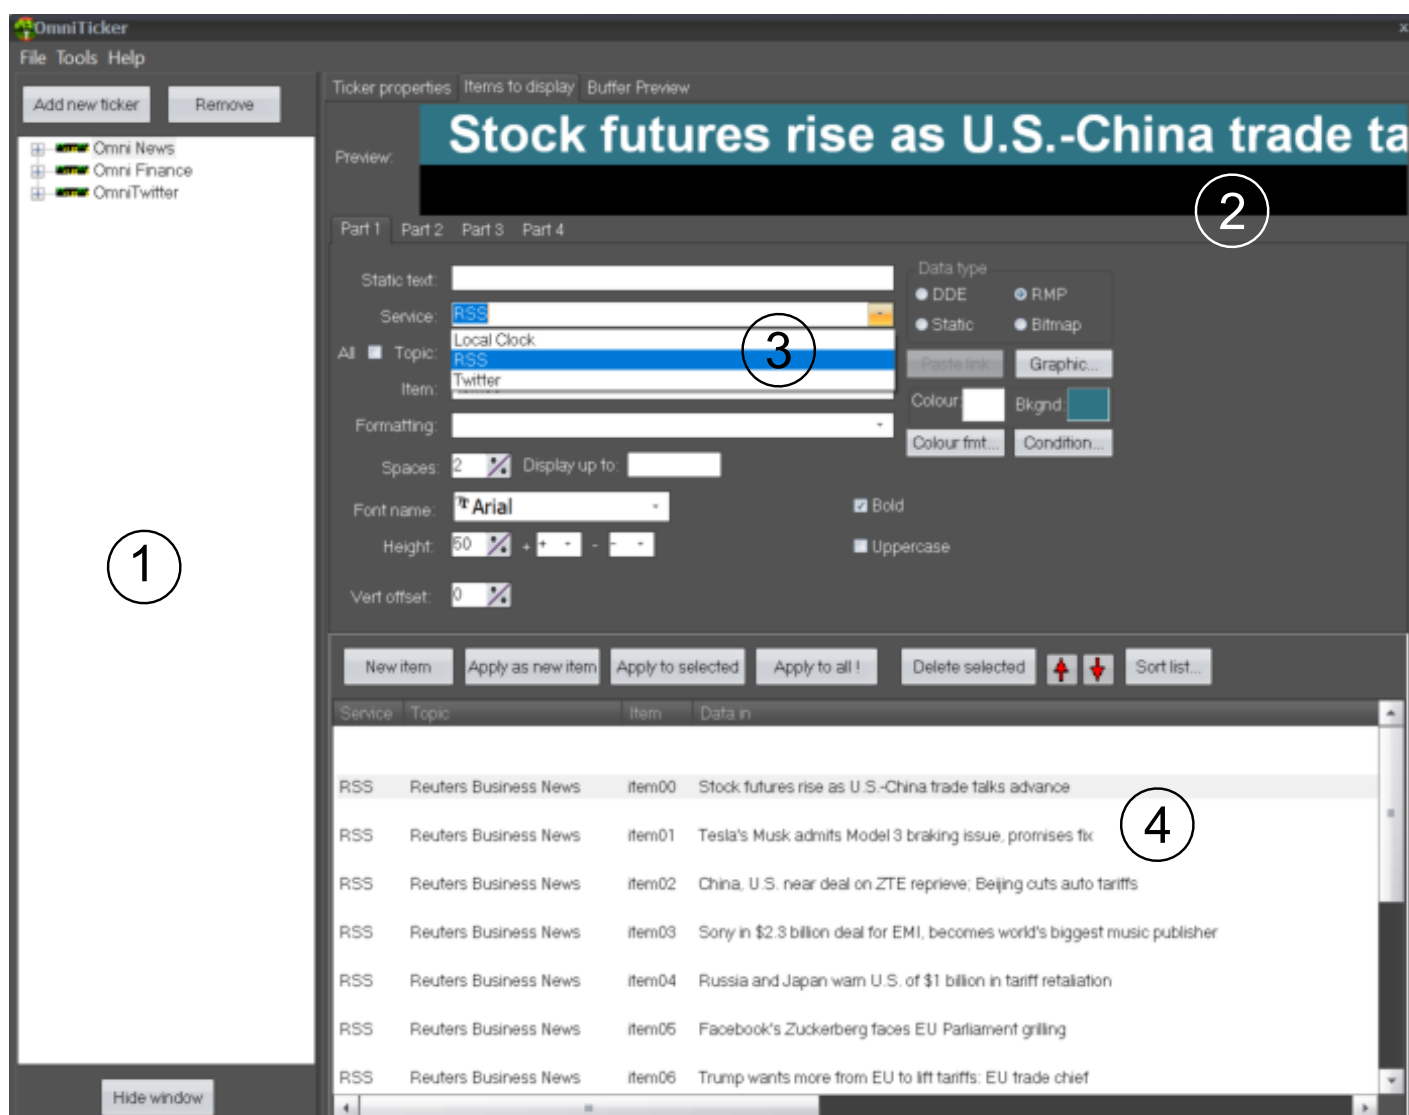 OmniTicker
x
File Tools Help
Add new ticker Remove
Omni News
Omni Finance
OmniTwitter
1
Hide window
Ticker properties Items to display Buffer Preview
Preview:
Stock futures rise as U.S.-China trade ta
2
Part 1 Part 2 Part 3 Part 4
Static text:
Service: RSS
Local Clock
RSS
Twitter
3
All Topic:
Item:
Formatting:
Spaces: 2 Display up to:
Font name: Arial
Height: 50 + + - -
Vert offset: 0
Bold
Uppercase
Data type
DDE RMP
Static Bitmap
Paste link Graphic...
Colour: Bkgnd:
Colour fmt... Condition...
New item Apply as new item Apply to selected Apply to all ! Delete selected Sort list...
Service Topic Item Data in
RSS Reuters Business News item00 Stock futures rise as U.S.-China trade talks advance
RSS Reuters Business News item01 Tesla's Musk admits Model 3 braking issue, promises fix
4
RSS Reuters Business News item02 China, U.S. near deal on ZTE reprieve; Beijing cuts auto tariffs
RSS Reuters Business News item03 Sony in $2.3 billion deal for EMI, becomes world's biggest music publisher
RSS Reuters Business News item04 Russia and Japan warn U.S. of $1 billion in tariff retaliation
RSS Reuters Business News item05 Facebook's Zuckerberg faces EU Parliament grilling
RSS Reuters Business News item06 Trump wants more from EU to lift tariffs: EU trade chief